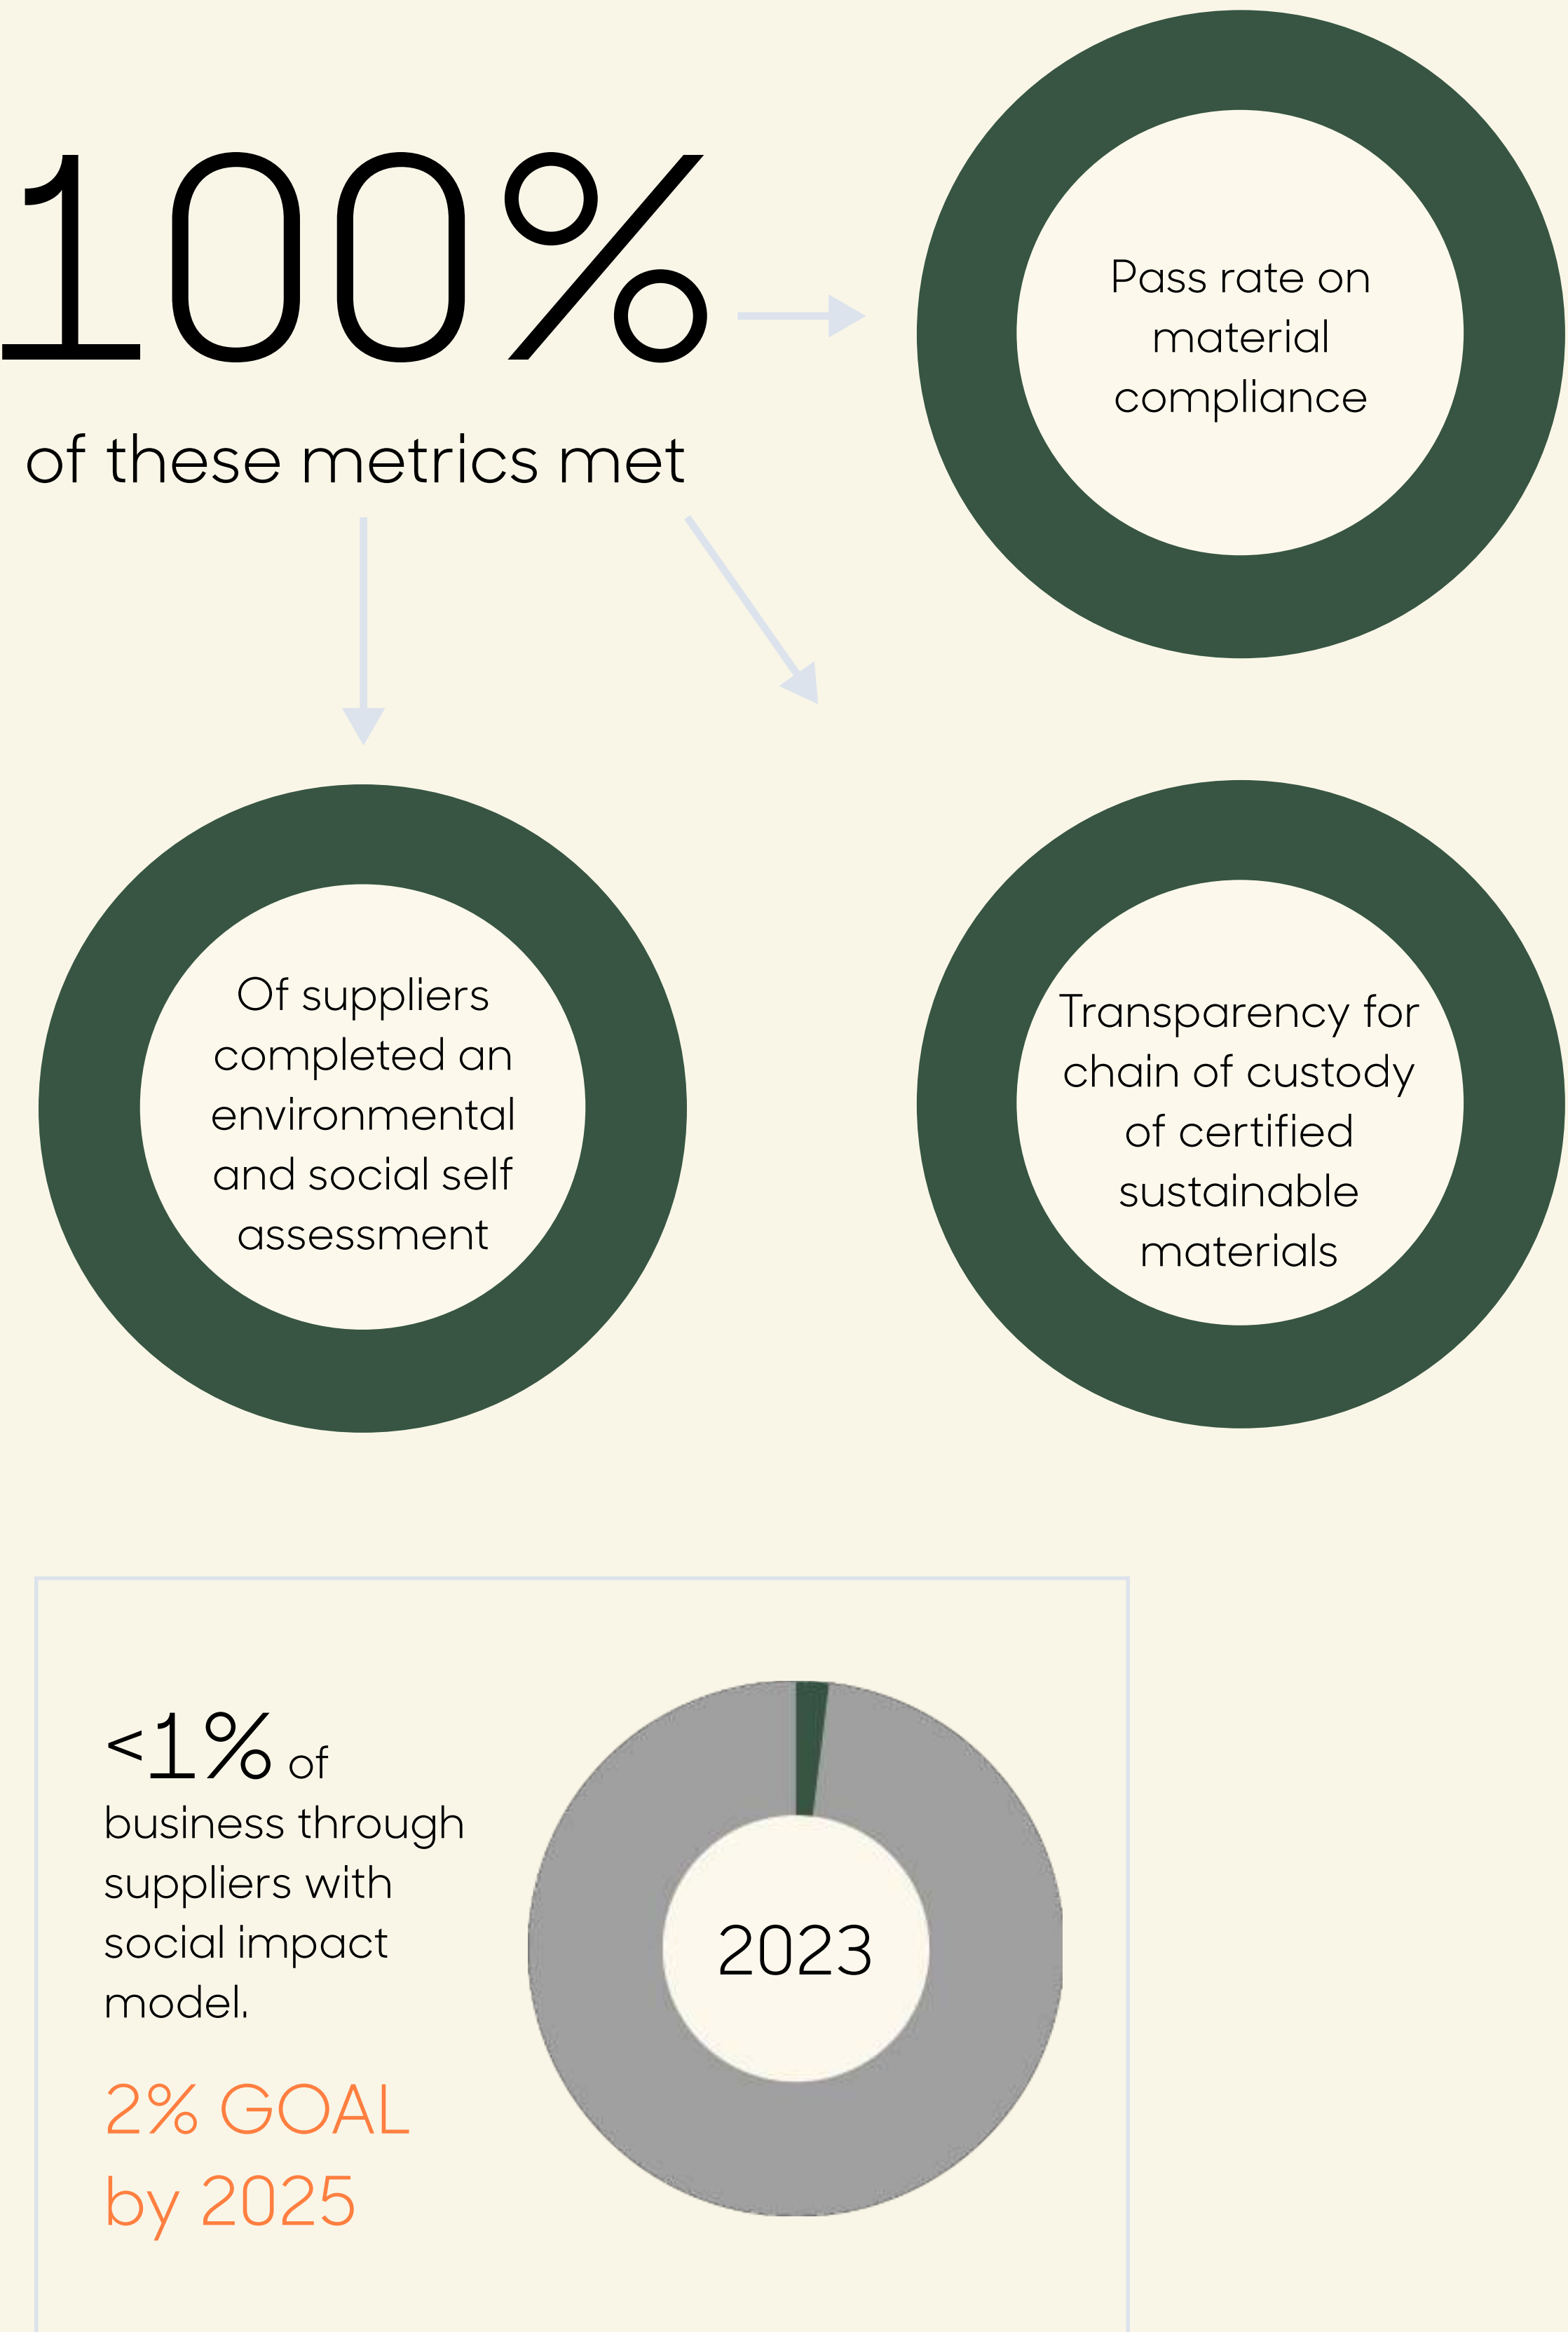 100%
of these metrics met
Pass rate on
material
compliance
Of suppliers
completed an
environmental
and social self
assessment
Transparency for
chain of custody
of certified
sustainable
materials
<1% of
business through
suppliers with
social impact
model.
2% GOAL
by 2025
2023